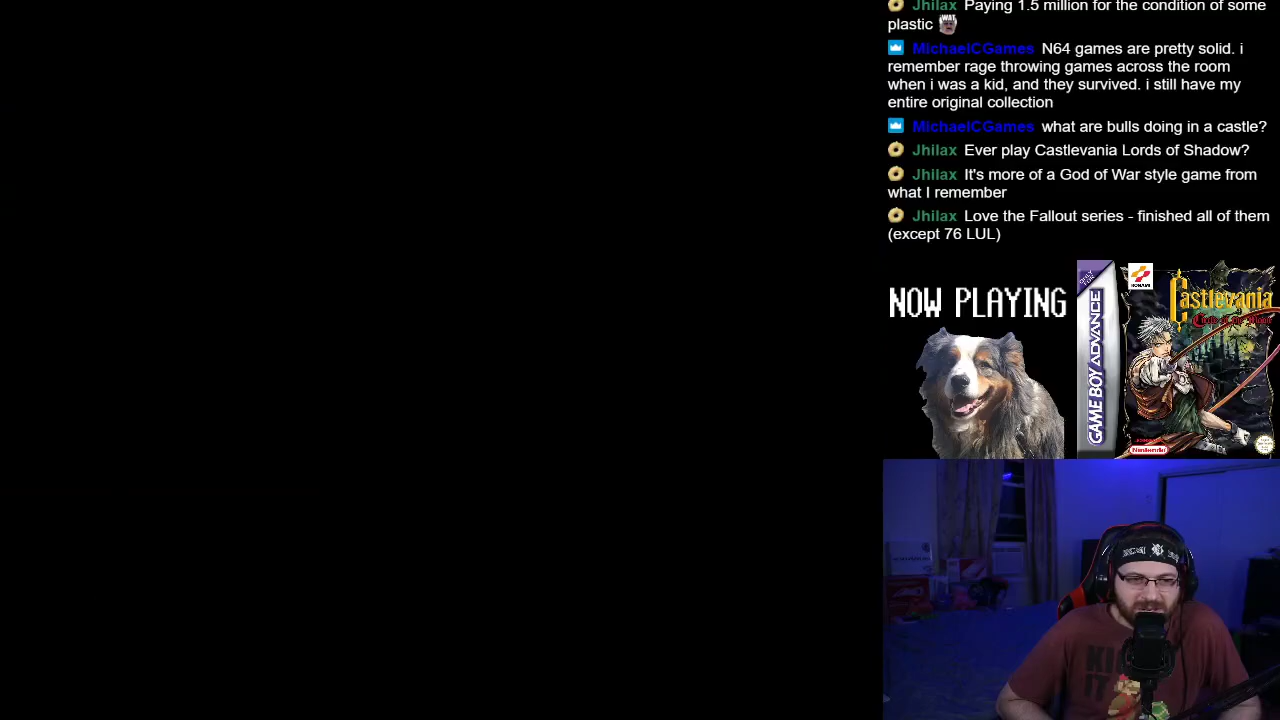 Jhilax Paying 1.5 million for the condition of some
plastic
MichaelCGames N64 games are pretty solid. i
remember rage throwing games across the room
when i was a kid, and they survived. i still have my
entire original collection
MichaelCGames what are bulls doing in a castle?
Jhilax Ever play Castlevania Lords of Shadow?
Jhilax It's more of a God of War style game from
what I remember
Jhilax Love the Fallout series - finished all of them
(except 76 LUL)
NOW PLAYING
GAME BOY ADVANCE
KONAMI
Castlevania
Nintendo
KIC
IT